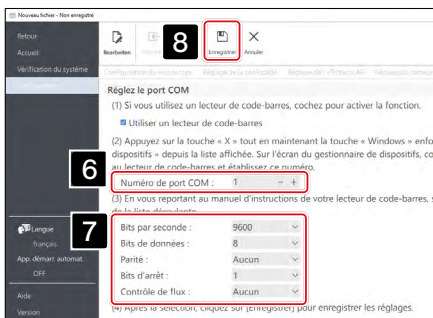 Nouveau fichier - Non enregistré
Retour
Accueil
Vérification du système
Langue
français
App. démarr. automat.
OFF
Aide
Version
Bearbeiten
8
Enregistrer
Annuler
Réglez le port COM
(1) Si vous utilisez un lecteur de code-barres, cochez pour activer la fonction.
Utiliser un lecteur de code-barres
(2) Appuyez sur la touche « X » tout en maintenant la touche « Windows » enfo
dispositifs » depuis la liste affichée. Sur l'écran du gestionnaire de dispositifs, co
au lecteur de code-barres et établissez ce numéro.
6
Numéro de port COM : 1 - +
(3) En vous reportant au manuel d'instructions de votre lecteur de code-barres, s
de la liste déroulante.
7
Bits par seconde : 9600
Bits de données : 8
Parité : Aucun
Bits d'arrêt : 1
Contrôle de flux : Aucun
(4) Après la sélection, cliquez sur [Enregistrer] pour enregistrer les réglages.